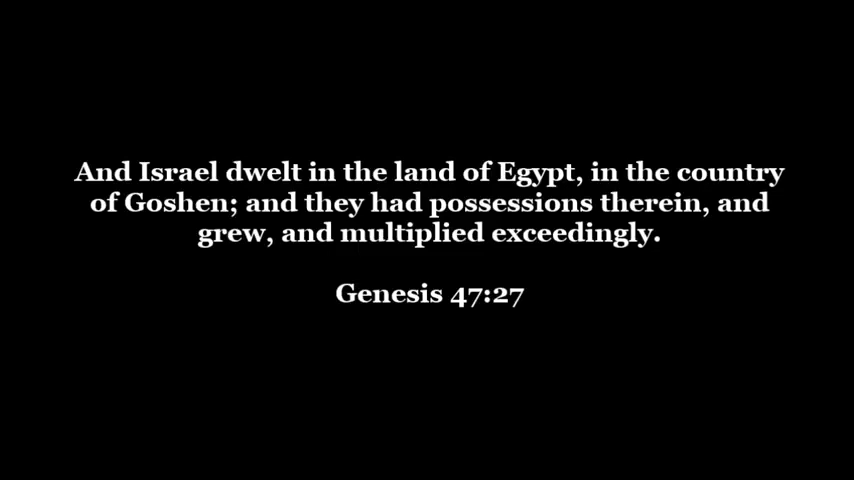 And Israel dwelt in the land of Egypt, in the country
of Goshen; and they had possessions therein, and
grew, and multiplied exceedingly.
Genesis 47:27